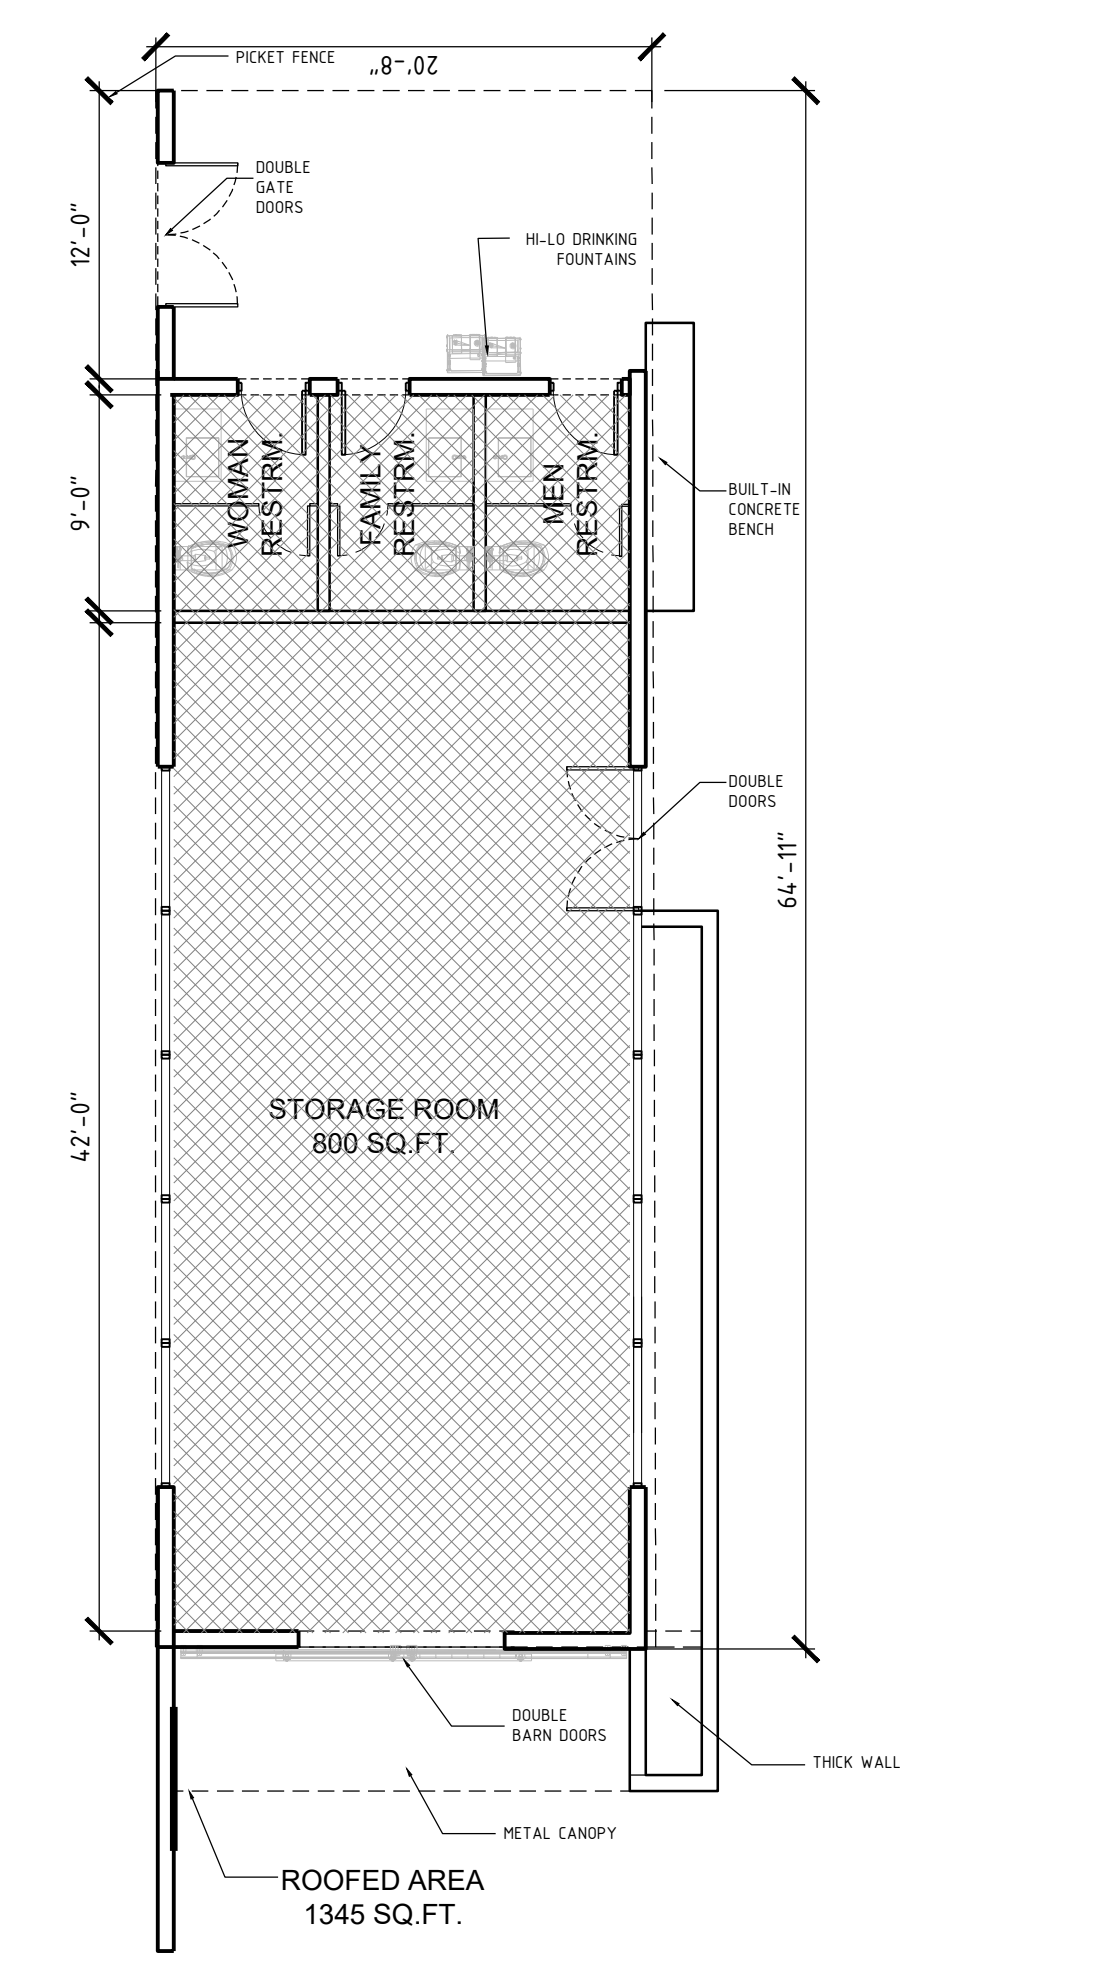 PICKET FENCE
20'-8"
DOUBLE
GATE
DOORS
12'-0"
HI-LO DRINKING
FOUNTAINS
WOMAN
RESTRM.
FAMILY
RESTRM.
MEN
RESTRM.
9'-0"
BUILT-IN
CONCRETE
BENCH
DOUBLE
DOORS
64'-11"
STORAGE ROOM
800 SQ.FT.
42'-0"
DOUBLE
BARN DOORS
THICK WALL
METAL CANOPY
ROOFED AREA
1345 SQ.FT.